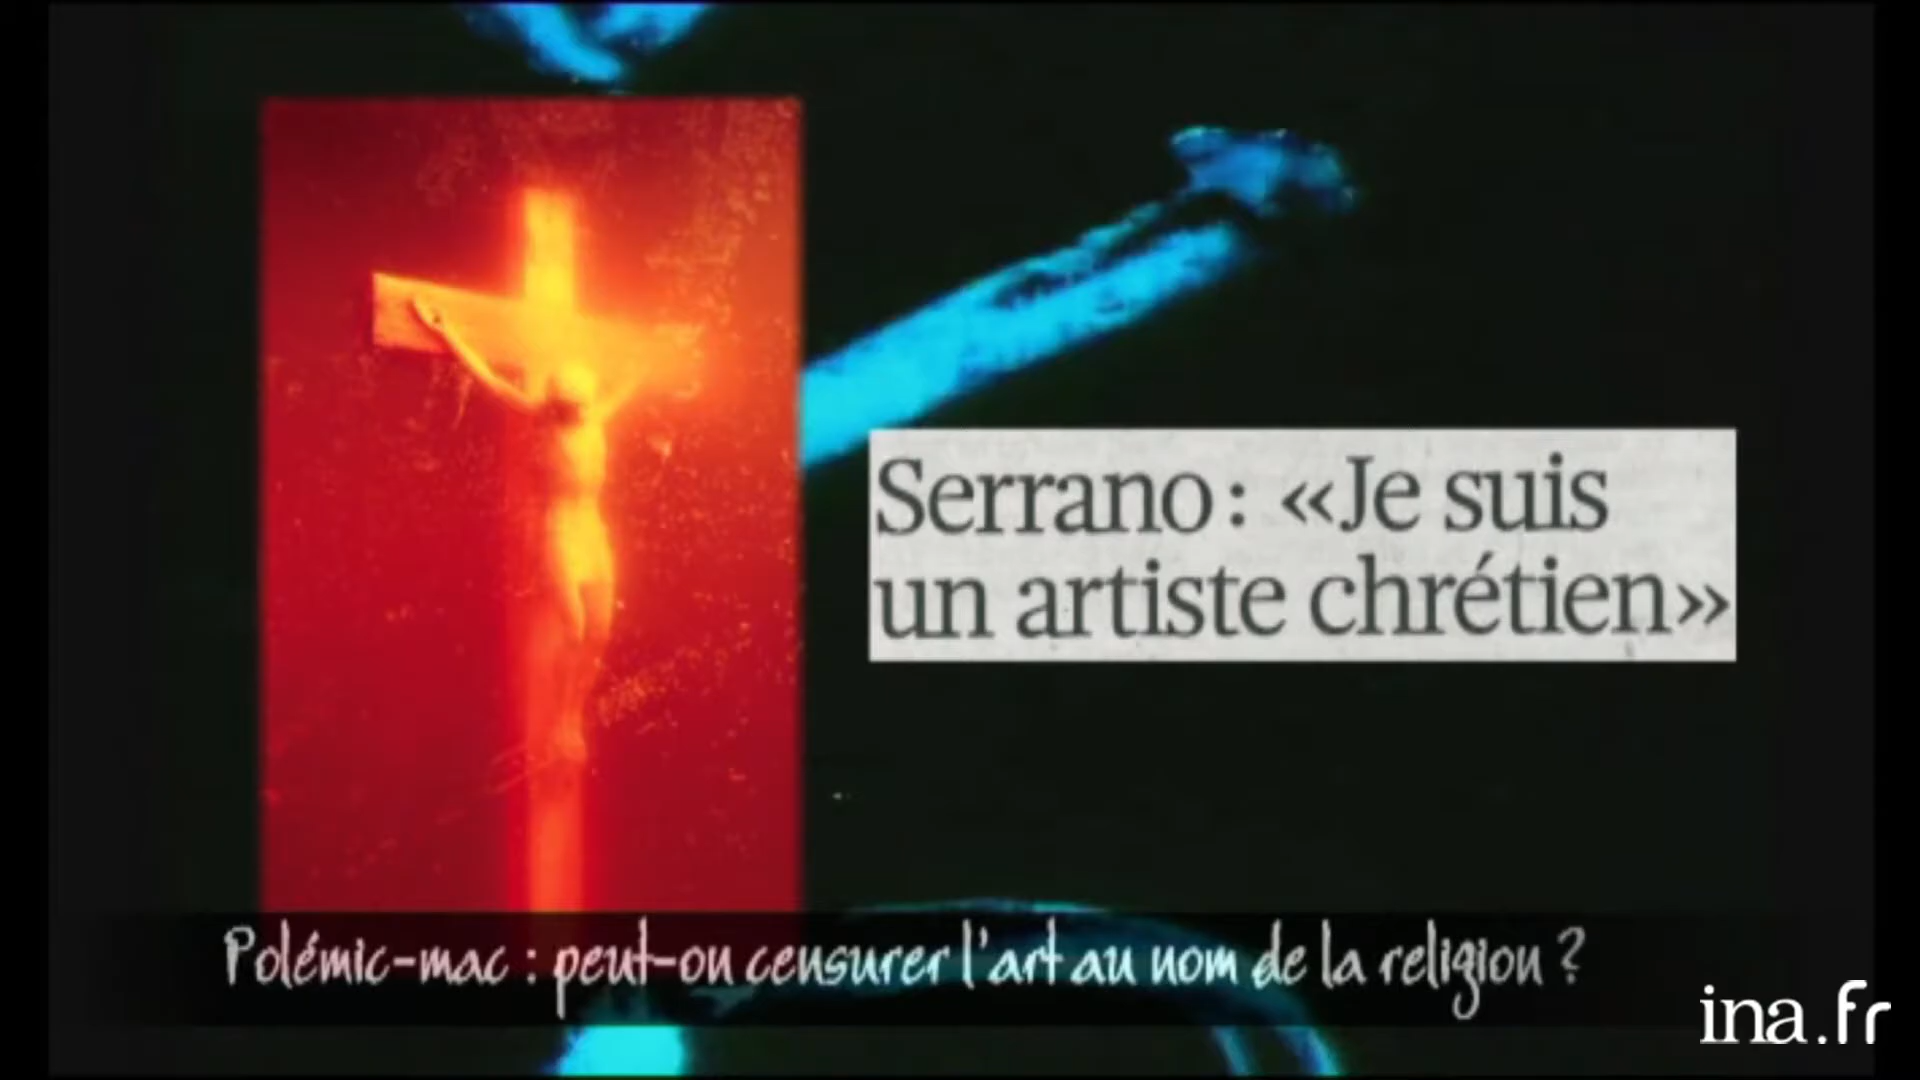 Serrano : «Je suis
un artiste chrétien»
Polémic-mac : peut-on censurer l'art au nom de la religion ?
ina.fr